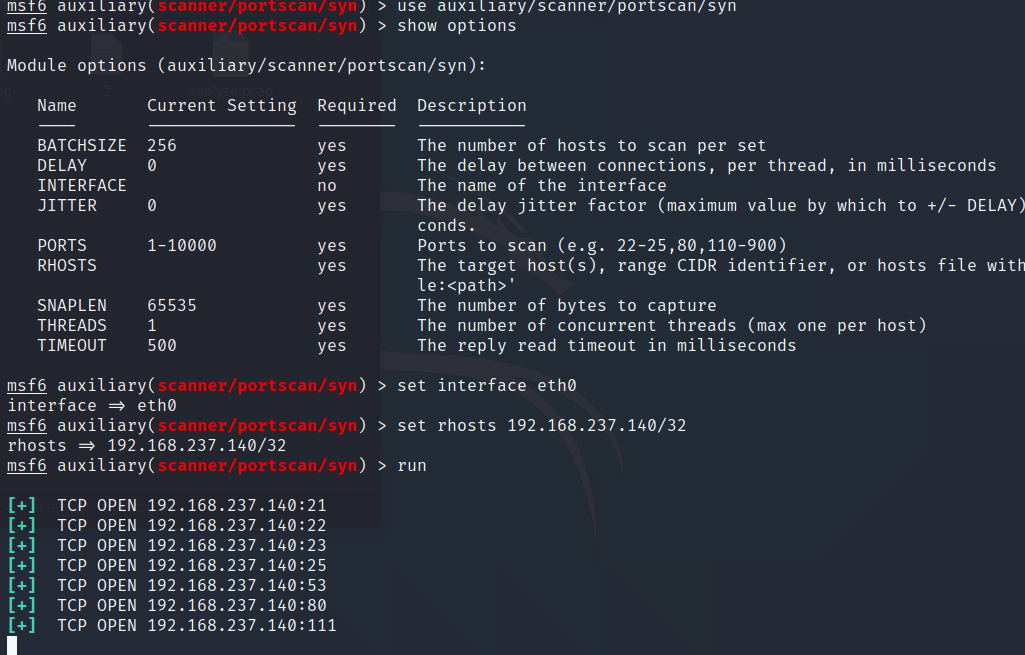 msf6 auxiliary(scanner/portscan/syn) > use auxiliary/scanner/portscan/syn
msf6 auxiliary(scanner/portscan/syn) > show options
Module options (auxiliary/scanner/portscan/syn):
Name Current Setting Required Description
BATCHSIZE 256 yes The number of hosts to scan per set
DELAY 0 yes The delay between connections, per thread, in milliseconds
INTERFACE no The name of the interface
JITTER 0 yes The delay jitter factor (maximum value by which to +/- DELAY)
conds.
PORTS 1-10000 yes Ports to scan (e.g. 22-25,80,110-900)
RHOSTS yes The target host(s), range CIDR identifier, or hosts file with
le:<path>'
SNAPLEN 65535 yes The number of bytes to capture
THREADS 1 yes The number of concurrent threads (max one per host)
TIMEOUT 500 yes The reply read timeout in milliseconds
msf6 auxiliary(scanner/portscan/syn) > set interface eth0
interface => eth0
msf6 auxiliary(scanner/portscan/syn) > set rhosts 192.168.237.140/32
rhosts => 192.168.237.140/32
msf6 auxiliary(scanner/portscan/syn) > run
[+] TCP OPEN 192.168.237.140:21
[+] TCP OPEN 192.168.237.140:22
[+] TCP OPEN 192.168.237.140:23
[+] TCP OPEN 192.168.237.140:25
[+] TCP OPEN 192.168.237.140:53
[+] TCP OPEN 192.168.237.140:80
[+] TCP OPEN 192.168.237.140:111